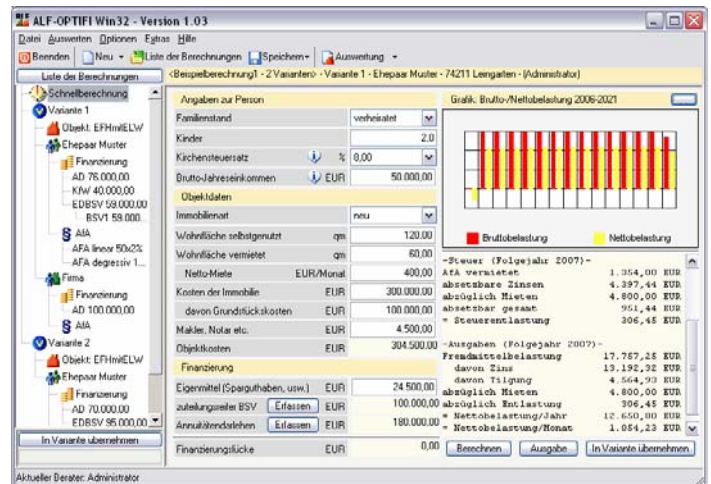 ALF-OPTIFI Win32 - Version 1.03
Datei Auswerten Optionen Extras Hilfe
Beenden Neu Liste der Berechnungen Speichern Auswertung
Liste der Berechnungen
<Beispielberechnung1 - 2 Varianten> - Variante 1 - Ehepaar Muster - 74211 Leingarten - (Administrator)
Schnellberechnung
Variante 1
Objekt: EFHmitELW
Ehepaar Muster
Finanzierung
AD 76.000,00
KfW 40.000,00
EDBSV 59.000,00
BSV1 59.000...
AfA
AFA linear 50x2%
AFA degressiv 1...
Firma
Finanzierung
AD 100.000,00
AfA
Variante 2
Objekt: EFHmitELW
Ehepaar Muster
Finanzierung
AD 70.000,00
EDBSV 95.000,00
In Variante übernehmen
Angaben zur Person
Familienstand verheiratet
Kinder 2.0
Kirchensteuersatz % 8,00
Brutto-Jahreseinkommen EUR 50.000,00
Objektdaten
Immobilienart neu
Wohnfläche selbstgenutzt qm 120.00
Wohnfläche vermietet qm 60,00
Netto-Miete EUR/Monat 400,00
Kosten der Immobilie EUR 300.000,00
davon Grundstückskosten EUR 100.000,00
Makler, Notar etc. EUR 4.500,00
Objektkosten EUR 304.500,00
Finanzierung
Eigenmittel (Sparguthaben, usw.) EUR 24.500,00
zuteilungsreifer BSV Erfassen EUR 100.000,00
Annuitätendarlehen Erfassen EUR 180.000,00
Finanzierungslücke EUR 0,00
Grafik: Brutto-/Nettobelastung 2006-2021
Bruttobelastung Nettobelastung
-Steuer (Folgejahr 2007)-
AfA vermietet 1.354,00 EUR
absetzbare Zinsen 4.397,44 EUR
abzüglich Mieten 4.800,00 EUR
absetzbar gesamt 951,44 EUR
= Steuerentlastung 306,45 EUR
-Ausgaben (Folgejahr 2007)-
Fremdmittelbelastung 17.757,25 EUR
davon Zins 13.192,32 EUR
davon Tilgung 4.564,93 EUR
abzüglich Mieten 4.800,00 EUR
abzüglich Entlastung 306,45 EUR
= Nettobelastung/Jahr 12.650,00 EUR
= Nettobelastung/Monat 1.054,23 EUR
Berechnen Ausgabe In Variante übernehmen
Aktueller Berater: Administrator